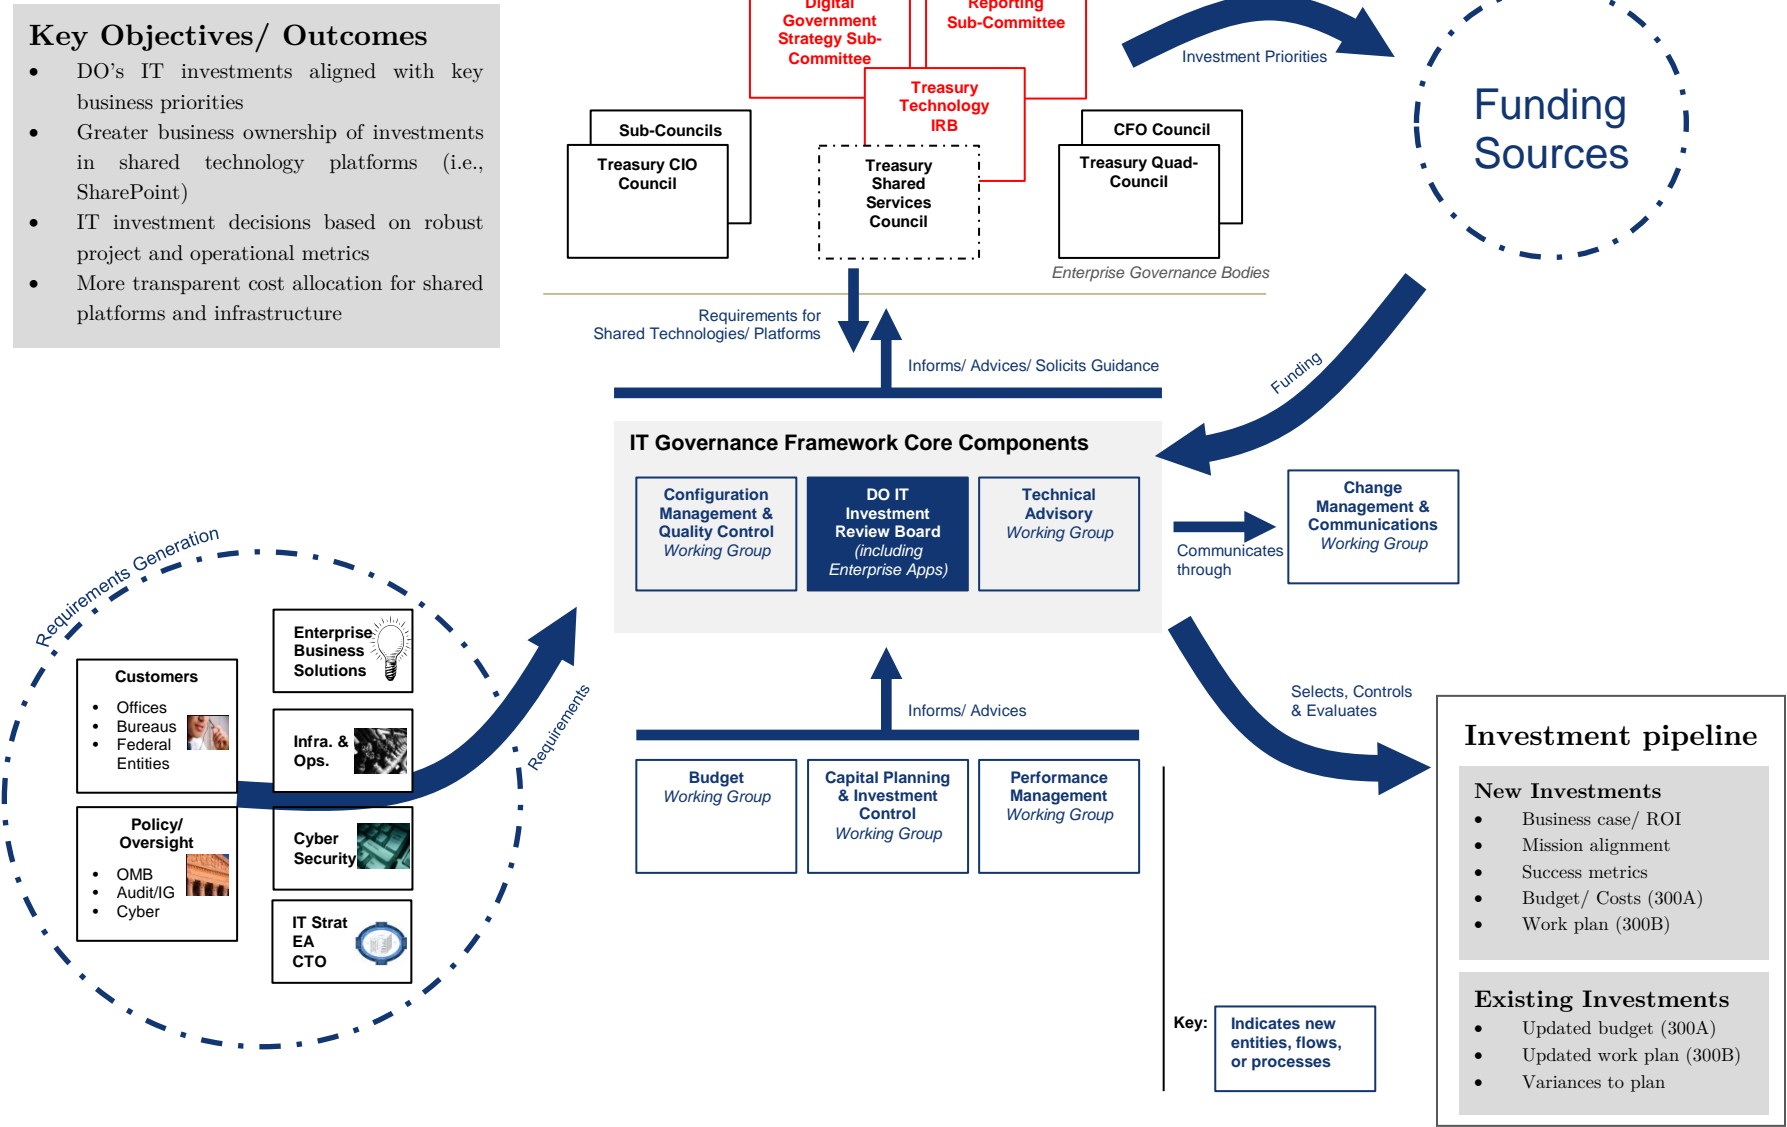 Key Objectives/ Outcomes
• DO's IT investments aligned with key
business priorities
• Greater business ownership of investments
in shared technology platforms (i.e.,
SharePoint)
• IT investment decisions based on robust
project and operational metrics
• More transparent cost allocation for shared
platforms and infrastructure
Digital
Government
Strategy Sub-
Committee
Reporting
Sub-Committee
Treasury
Technology
IRB
Sub-Councils
Treasury CIO
Council
Treasury
Shared
Services
Council
CFO Council
Treasury Quad-
Council
Enterprise Governance Bodies
Investment Priorities
Funding
Sources
Requirements for
Shared Technologies/ Platforms
Informs/ Advices/ Solicits Guidance
Funding
IT Governance Framework Core Components
Configuration
Management &
Quality Control
Working Group
DO IT
Investment
Review Board
(including
Enterprise Apps)
Technical
Advisory
Working Group
Communicates
through
Change
Management &
Communications
Working Group
Requirements Generation
Customers
• Offices
• Bureaus
• Federal
Entities
Policy/
Oversight
• OMB
• Audit/IG
• Cyber
Enterprise
Business
Solutions
Infra. &
Ops.
Cyber
Security
IT Strat
EA
CTO
Requirements
Informs/ Advices
Budget
Working Group
Capital Planning
& Investment
Control
Working Group
Performance
Management
Working Group
Selects, Controls
& Evaluates
Investment pipeline
New Investments
• Business case/ ROI
• Mission alignment
• Success metrics
• Budget/ Costs (300A)
• Work plan (300B)
Existing Investments
• Updated budget (300A)
• Updated work plan (300B)
• Variances to plan
Key:
Indicates new
entities, flows,
or processes